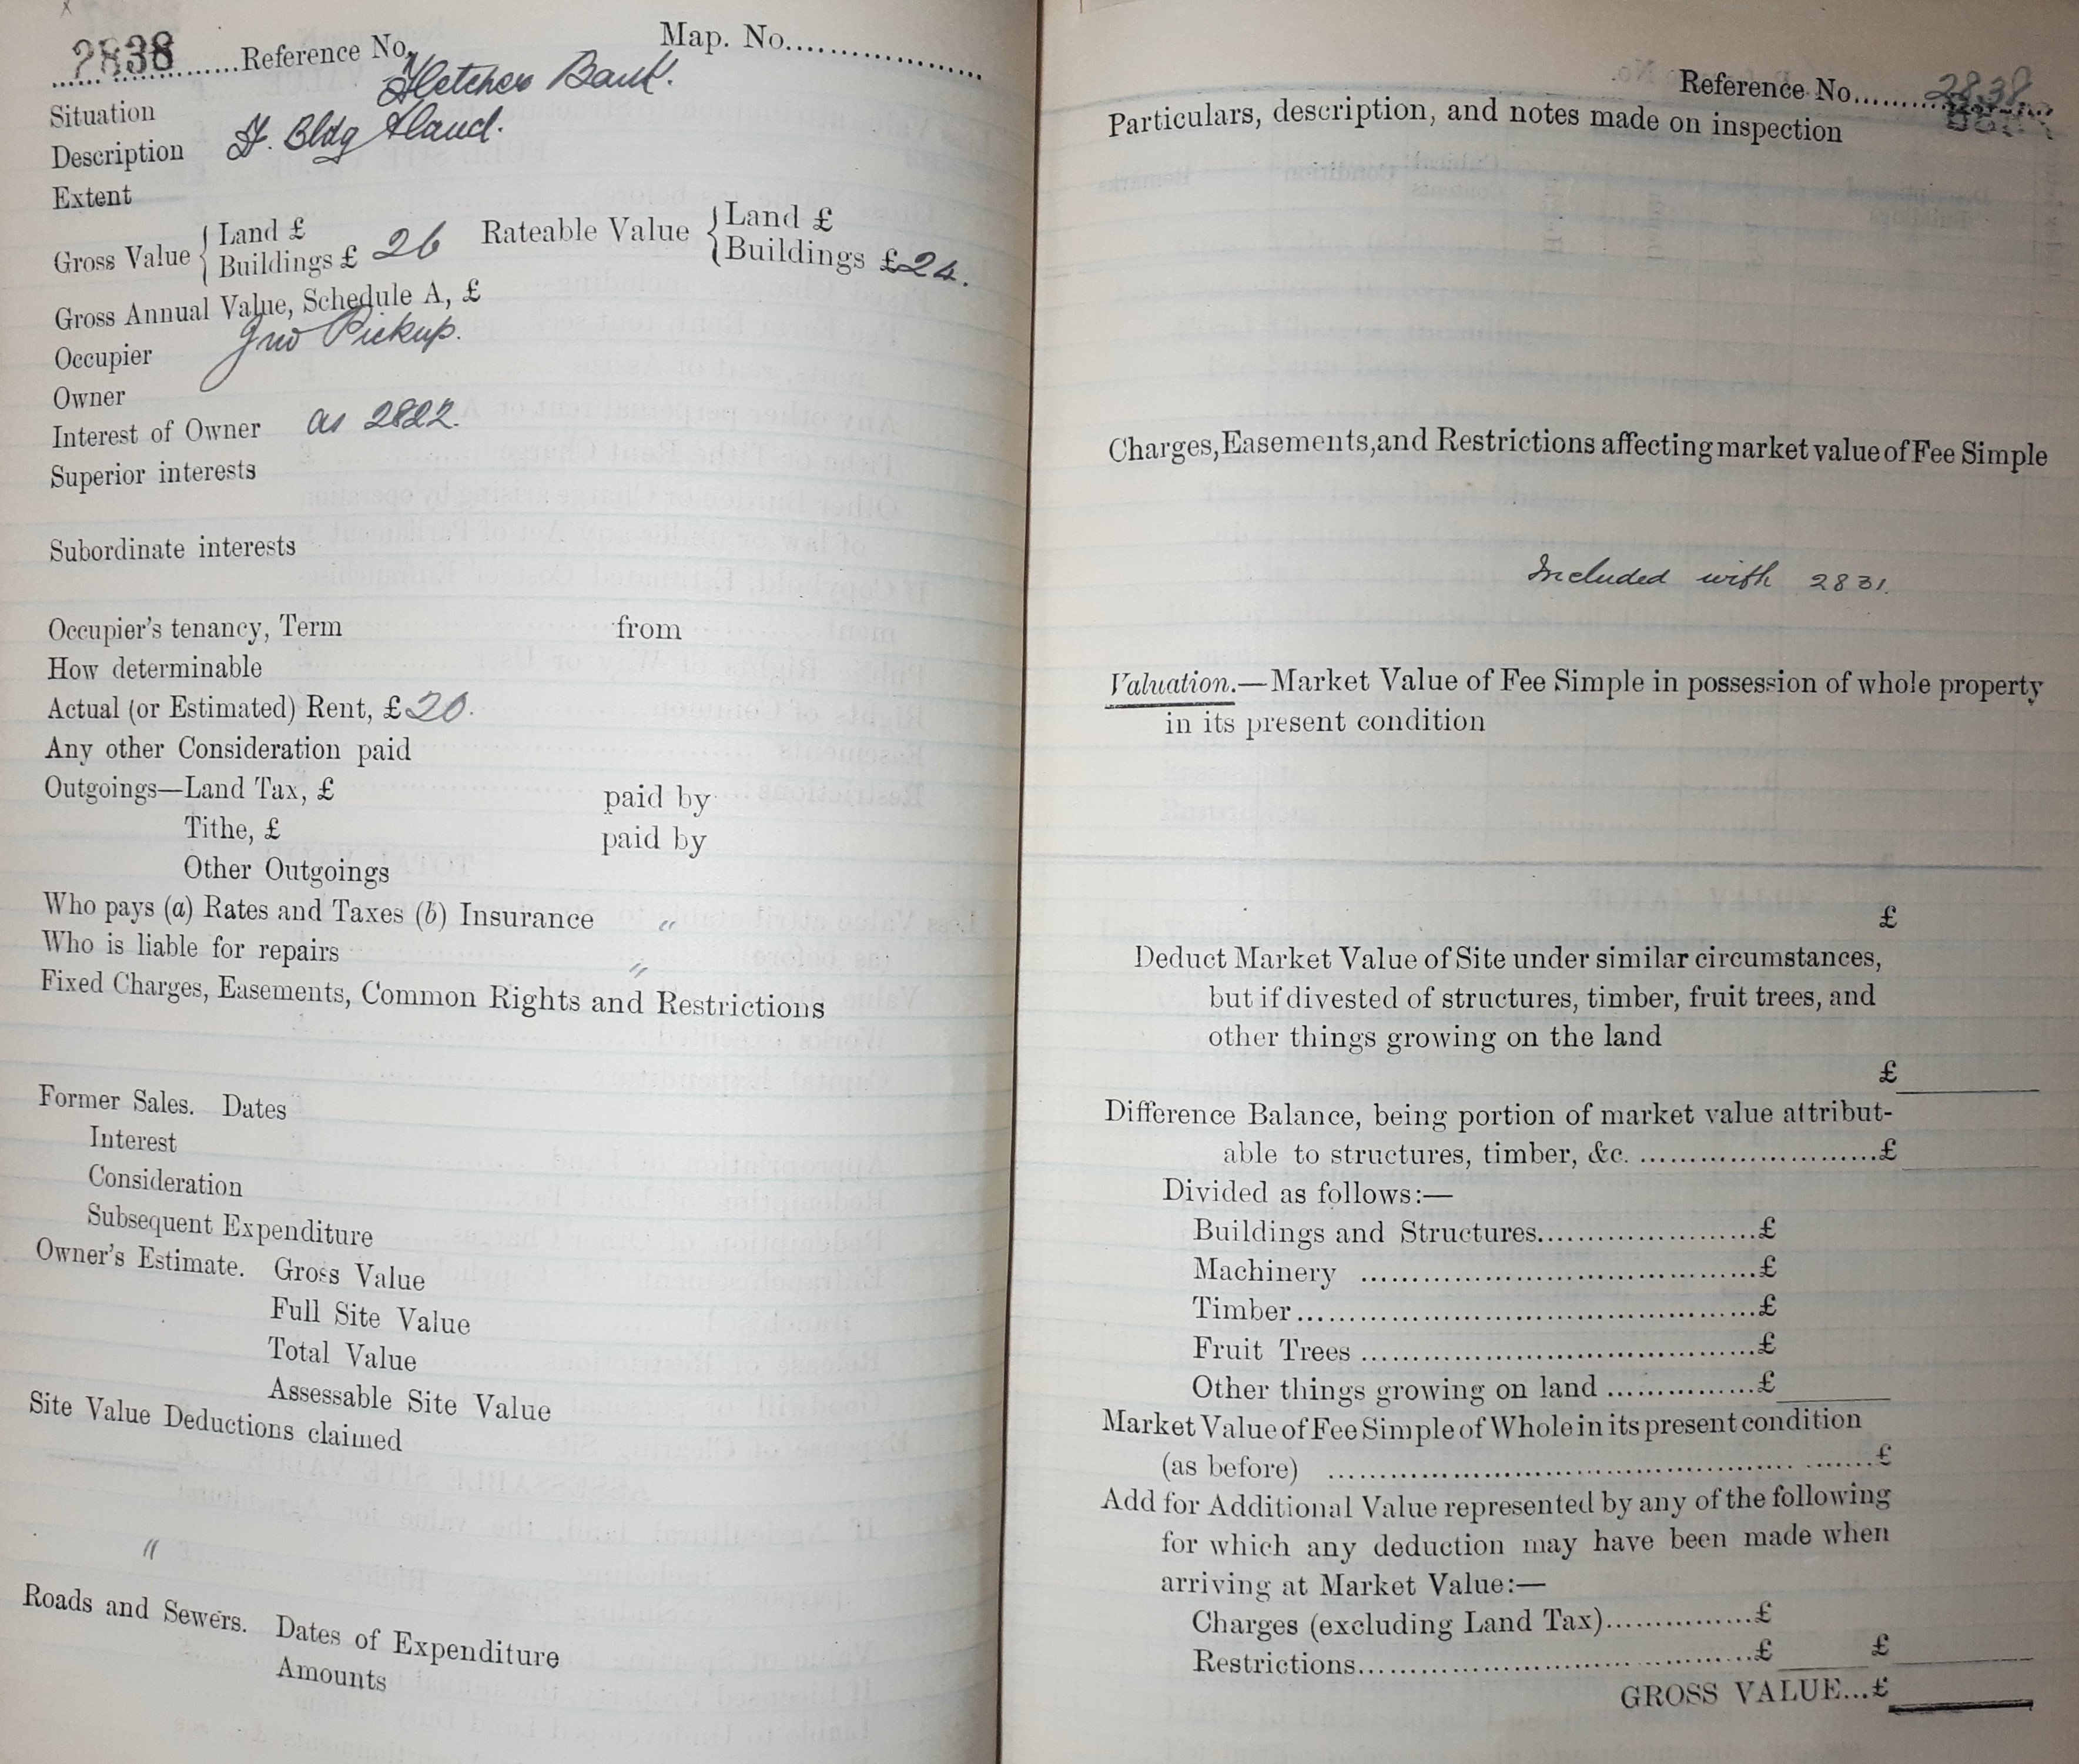 2838 Reference No. Map. No.
Situation Fletcher Bank.
Description F. Bldg & land.
Extent
Gross Value { Land £
Buildings £ 26 Rateable Value { Land £
Buildings £24.
Gross Annual Value, Schedule A, £
Occupier Jno Pickup.
Owner
Interest of Owner as 2822.
Superior interests
Subordinate interests
Occupier's tenancy, Term from
How determinable
Actual (or Estimated) Rent, £20.
Any other Consideration paid
Outgoings—Land Tax, £ paid by
Tithe, £ paid by
Other Outgoings
Who pays (a) Rates and Taxes (b) Insurance "
Who is liable for repairs "
Fixed Charges, Easements, Common Rights and Restrictions
Former Sales. Dates
Interest
Consideration
Subsequent Expenditure
Owner's Estimate. Gross Value
Full Site Value
Total Value
Assessable Site Value
Site Value Deductions claimed
"
Roads and Sewers. Dates of Expenditure
Amounts
Reference No. 2838
Particulars, description, and notes made on inspection
Charges, Easements, and Restrictions affecting market value of Fee Simple
Included with 2831.
Valuation.—Market Value of Fee Simple in possession of whole property
in its present condition
£
Deduct Market Value of Site under similar circumstances,
but if divested of structures, timber, fruit trees, and
other things growing on the land
£
Difference Balance, being portion of market value attribut-
able to structures, timber, &c. £
Divided as follows:—
Buildings and Structures £
Machinery £
Timber £
Fruit Trees £
Other things growing on land £
Market Value of Fee Simple of Whole in its present condition
(as before) £
Add for Additional Value represented by any of the following
for which any deduction may have been made when
arriving at Market Value:—
Charges (excluding Land Tax) £
Restrictions £ £
GROSS VALUE...£